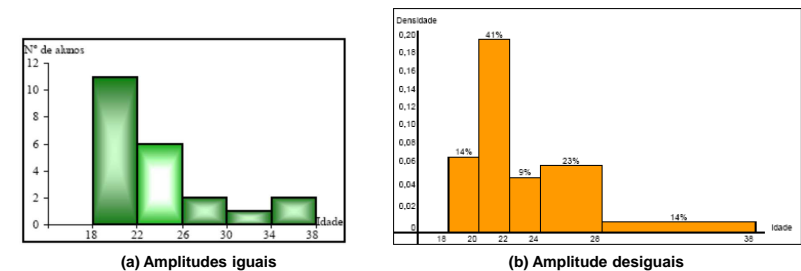 Nº de alunos
12
10
8
6
4
2
0
18 22 26 30 34 38
Idade
(a) Amplitudes iguais
Densidade
0,20
0,18
0,16
0,14
0,12
0,10
0,08
0,06
0,04
0,02
0
14%
41%
9%
23%
14%
18 20 22 24 28 38
Idade
(b) Amplitude desiguais